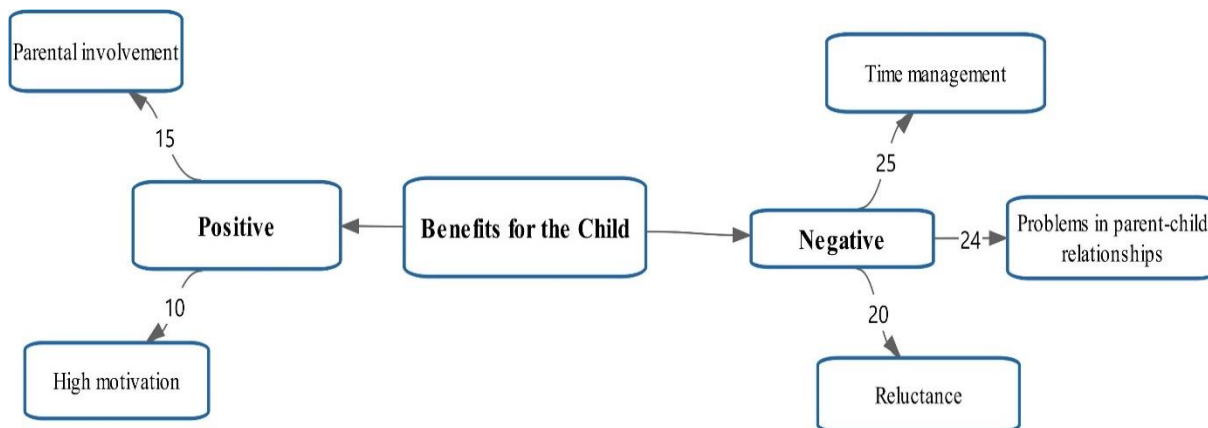 Parental involvement
15
Positive
10
High motivation
Benefits for the Child
Time management
25
Negative
24
Problems in parent-child
relationships
20
Reluctance